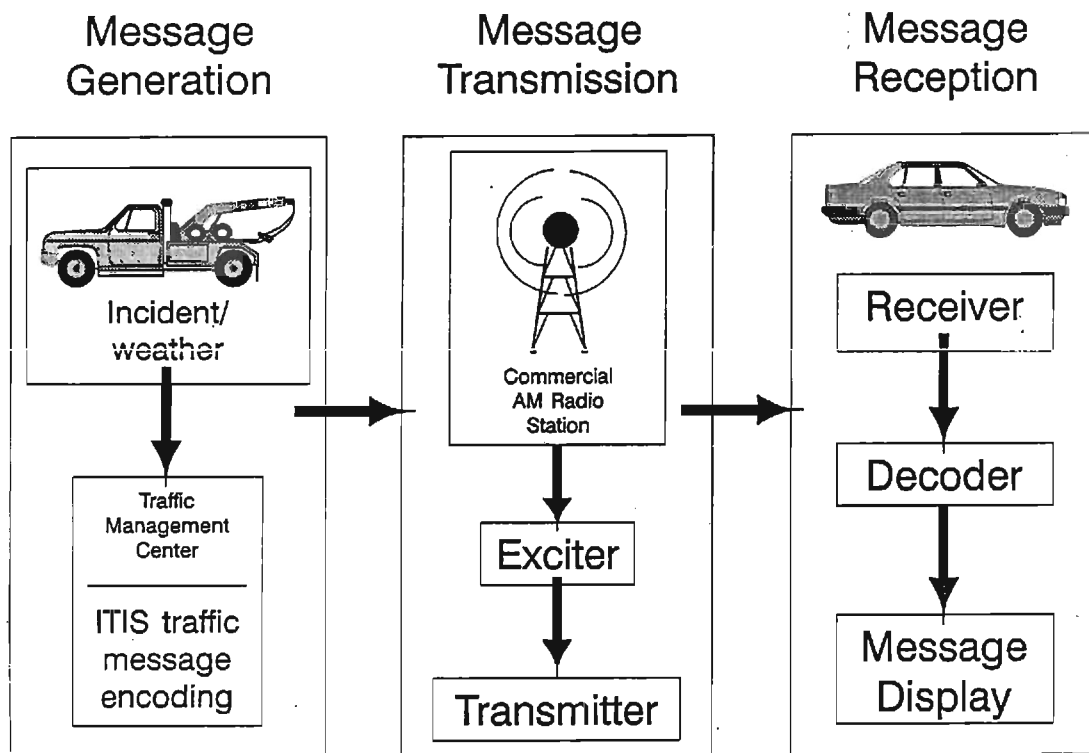 Message
Generation
Message
Transmission
Message
Reception
Incident/
weather
Traffic
Management
Center
ITIS traffic
message
encoding
Commercial
AM Radio
Station
Exciter
Transmitter
Receiver
Decoder
Message
Display